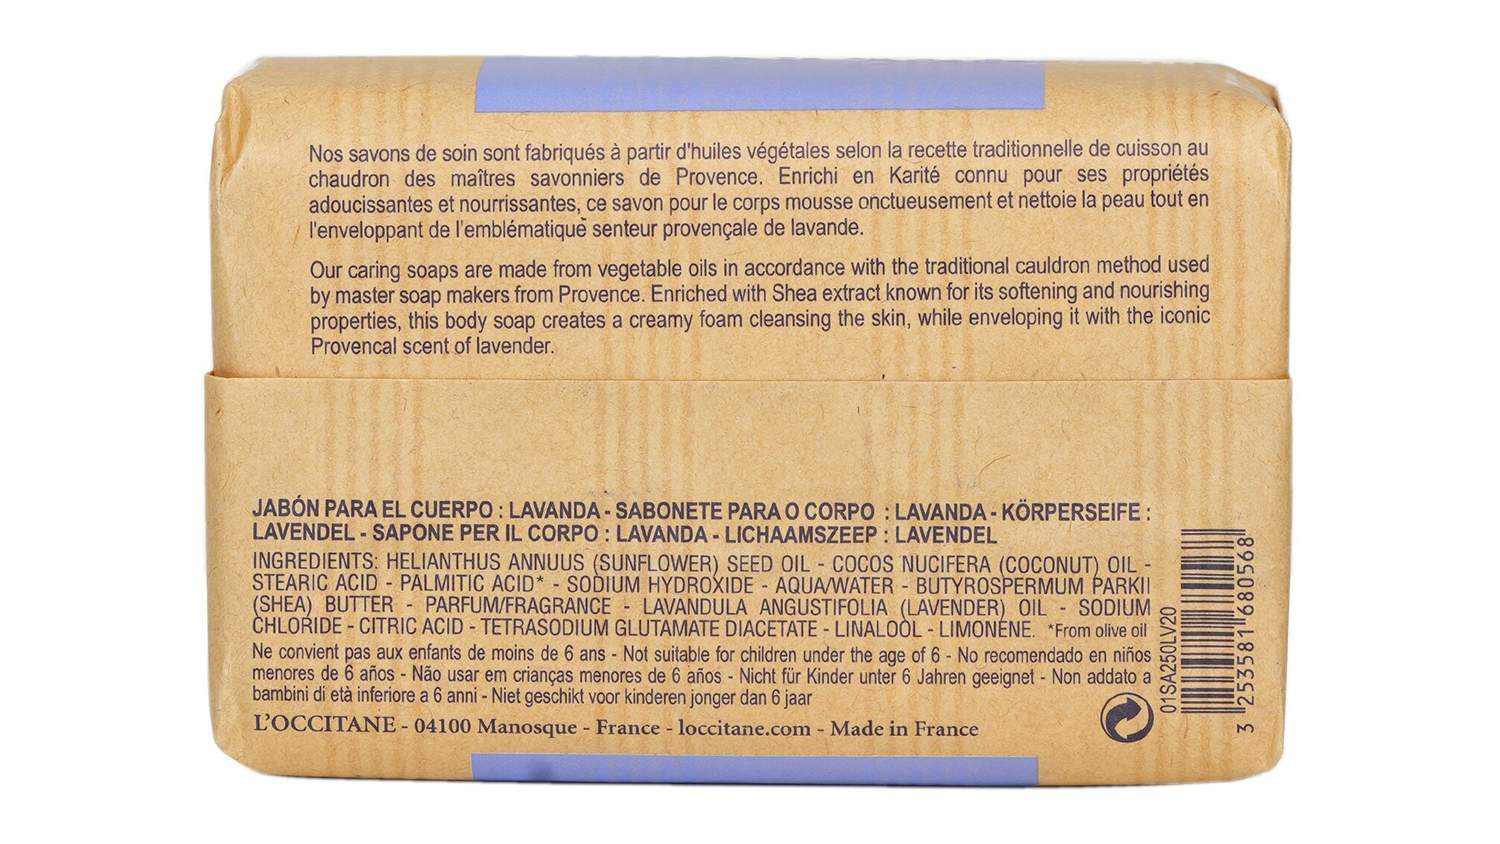 Nos savons de soin sont fabriqués à partir d'huiles végétales selon la recette traditionnelle de cuisson au
chaudron des maîtres savonniers de Provence. Enrichi en Karité connu pour ses propriétés
adoucissantes et nourrissantes, ce savon pour le corps mousse onctueusement et nettoie la peau tout en
l'enveloppant de l'emblématique senteur provençale de lavande.
Our caring soaps are made from vegetable oils in accordance with the traditional cauldron method used
by master soap makers from Provence. Enriched with Shea extract known for its softening and nourishing
properties, this body soap creates a creamy foam cleansing the skin, while enveloping it with the iconic
Provencal scent of lavender.
JABÓN PARA EL CUERPO : LAVANDA - SABONETE PARA O CORPO : LAVANDA - KÖRPERSEIFE :
LAVENDEL - SAPONE PER IL CORPO : LAVANDA - LICHAAMSZEEP : LAVENDEL
INGREDIENTS: HELIANTHUS ANNUUS (SUNFLOWER) SEED OIL - COCOS NUCIFERA (COCONUT) OIL -
STEARIC ACID - PALMITIC ACID* - SODIUM HYDROXIDE - AQUA/WATER - BUTYROSPERMUM PARKII
(SHEA) BUTTER - PARFUM/FRAGRANCE - LAVANDULA ANGUSTIFOLIA (LAVENDER) OIL - SODIUM
CHLORIDE - CITRIC ACID - TETRASODIUM GLUTAMATE DIACETATE - LINALOOL - LIMONENE. *From olive oil
Ne convient pas aux enfants de moins de 6 ans - Not suitable for children under the age of 6 - No recomendado en niños
menores de 6 años - Não usar em crianças menores de 6 años - Nicht für Kinder unter 6 Jahren geeignet - Non addato a
bambini di età inferiore a 6 anni - Niet geschikt voor kinderen jonger dan 6 jaar
L'OCCITANE - 04100 Manosque - France - loccitane.com - Made in France
01SA250LV20
3 253581 680568